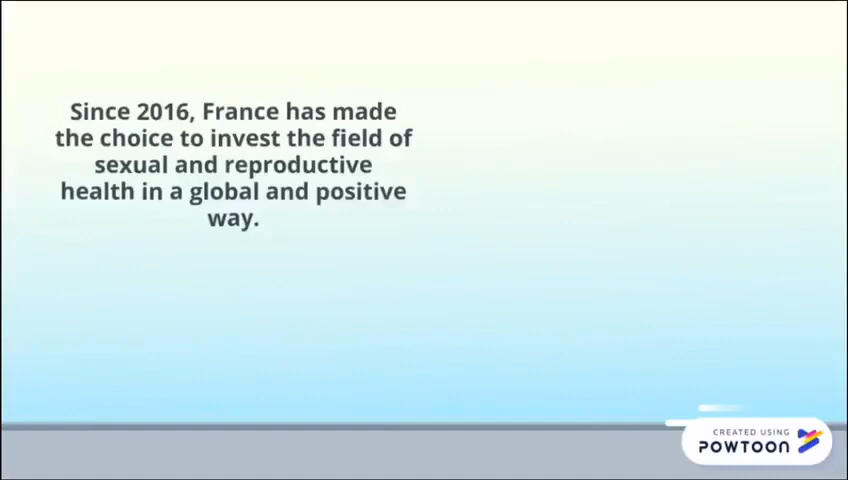 Since 2016, France has made
the choice to invest the field of
sexual and reproductive
health in a global and positive
way.
CREATED USING
POWTOON